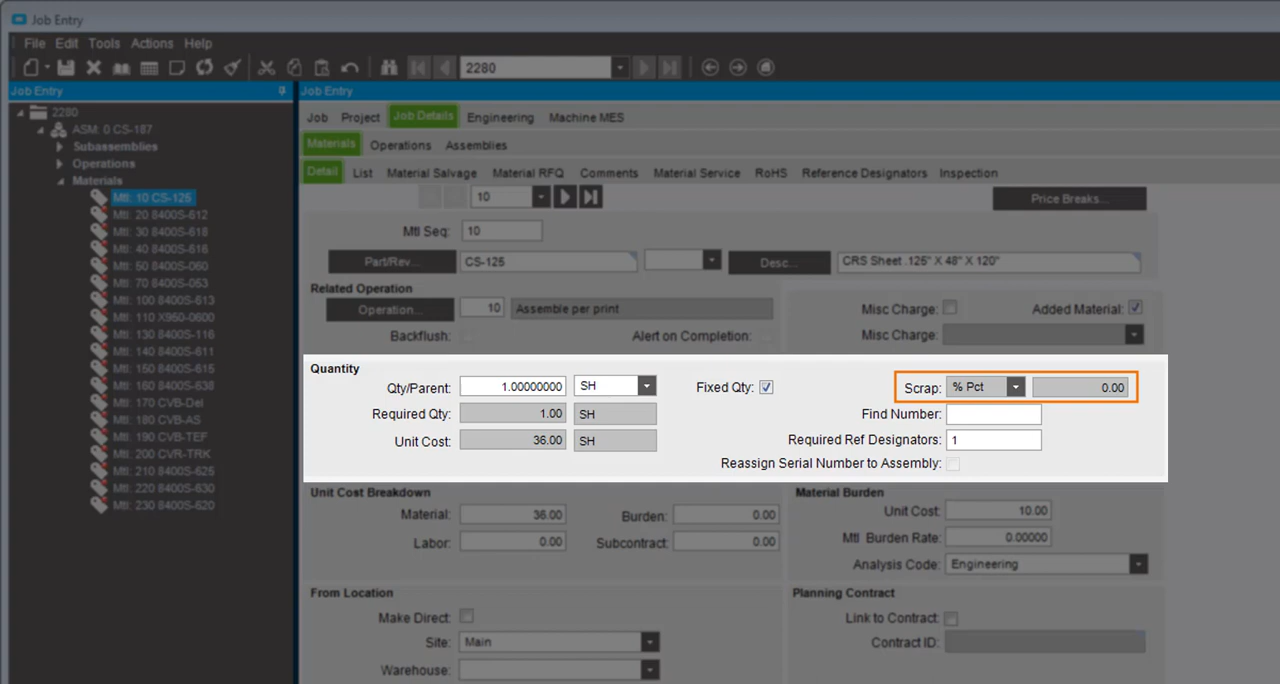 Job Entry
File Edit Tools Actions Help
2280
Job Entry
2280
ASM: 0 CS-187
Subassemblies
Operations
Materials
Mtl: 10 CS-125
Mtl: 20 8400S-612
Mtl: 30 8400S-618
Mtl: 40 8400S-616
Mtl: 50 8400S-060
Mtl: 70 8400S-053
Mtl: 100 8400S-613
Mtl: 110 X950-0600
Mtl: 130 8400S-116
Mtl: 140 8400S-611
Mtl: 150 8400S-615
Mtl: 160 8400S-638
Mtl: 170 CVB-Del
Mtl: 180 CVB-AS
Mtl: 190 CVB-TEF
Mtl: 200 CVR-TRK
Mtl: 210 8400S-625
Mtl: 220 8400S-630
Mtl: 230 8400S-620
Job Entry
Job Project Job Details Engineering Machine MES
Materials Operations Assemblies
Detail List Material Salvage Material RFQ Comments Material Service RoHS Reference Designators Inspection
10 Price Breaks...
Mtl Seq: 10
Part/Rev... CS-125 Desc... CRS Sheet .125" X 48" X 120"
Related Operation
Operation... 10 Assemble per print Misc Charge: Added Material:
Backflush: Alert on Completion: Misc Charge:
Quantity
Qty/Parent: 1.00000000 SH Fixed Qty: Scrap: % Pct 0.00
Required Qty: 1.00 SH Find Number:
Unit Cost: 36.00 SH Required Ref Designators: 1
Reassign Serial Number to Assembly:
Unit Cost Breakdown Material Burden
Material: 36.00 Burden: 0.00 Unit Cost: 10.00
Labor: 0.00 Subcontract: 0.00 Mtl Burden Rate: 0.00000
Analysis Code: Engineering
From Location Planning Contract
Make Direct: Link to Contract:
Site: Main Contract ID:
Warehouse: